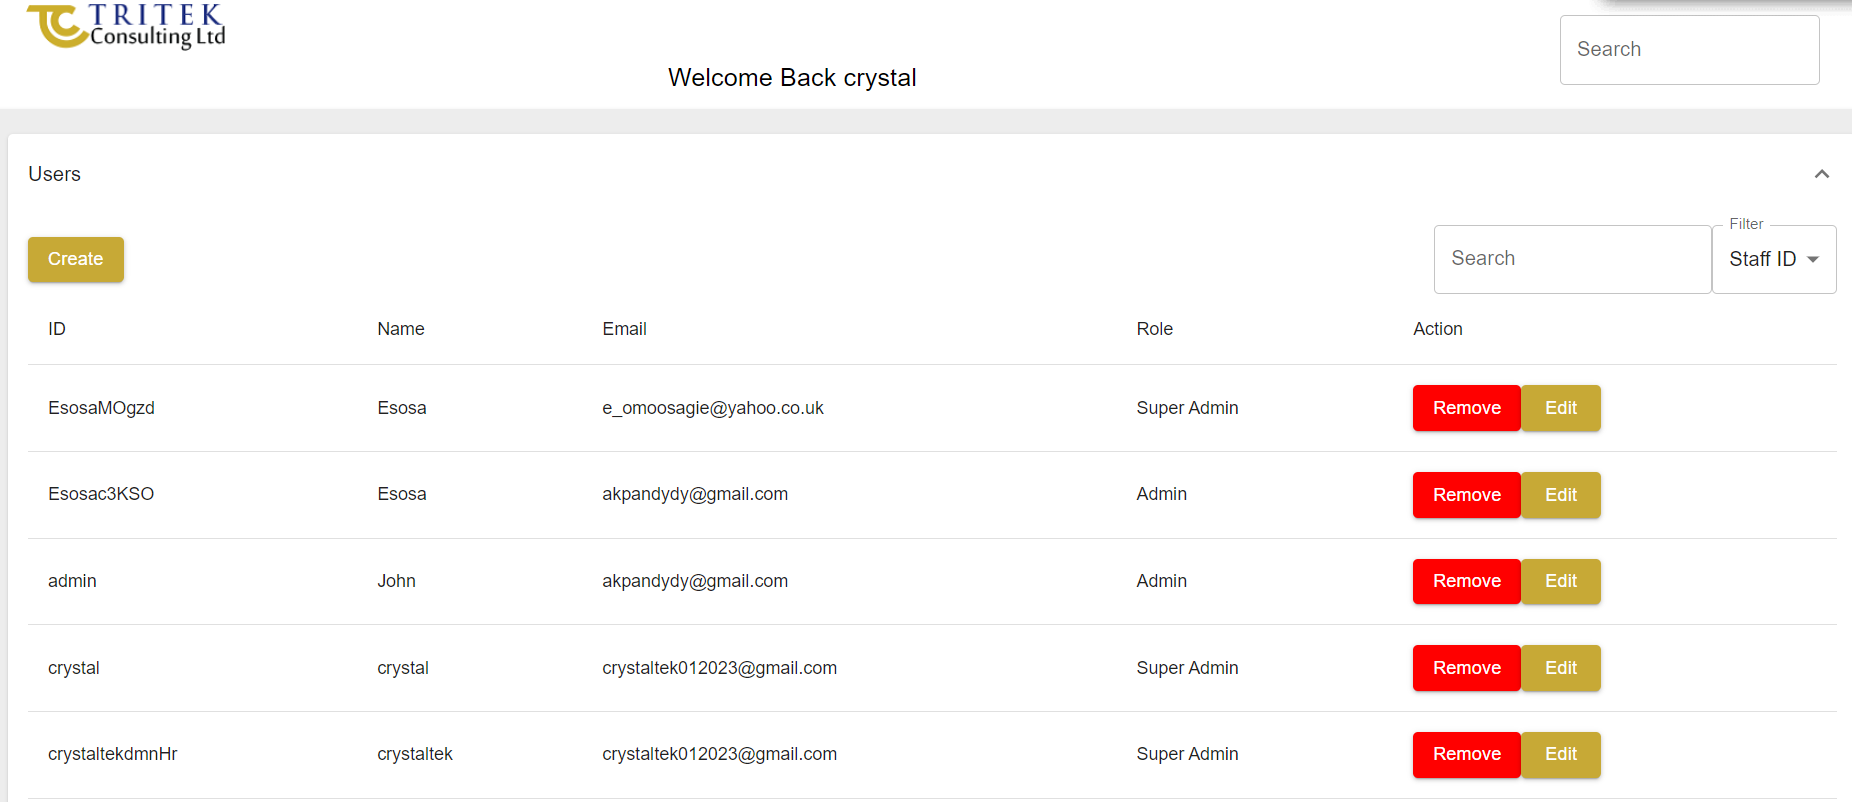 TRITEK
Consulting Ltd
Search
Welcome Back crystal
Users
Filter
Create
Search
Staff ID
ID Name Email Role Action
EsosaMOgzd Esosa e_omoosagie@yahoo.co.uk Super Admin Remove Edit
Esosac3KSO Esosa akpandydy@gmail.com Admin Remove Edit
admin John akpandydy@gmail.com Admin Remove Edit
crystal crystal crystaltek012023@gmail.com Super Admin Remove Edit
crystaltekdmnHr crystaltek crystaltek012023@gmail.com Super Admin Remove Edit